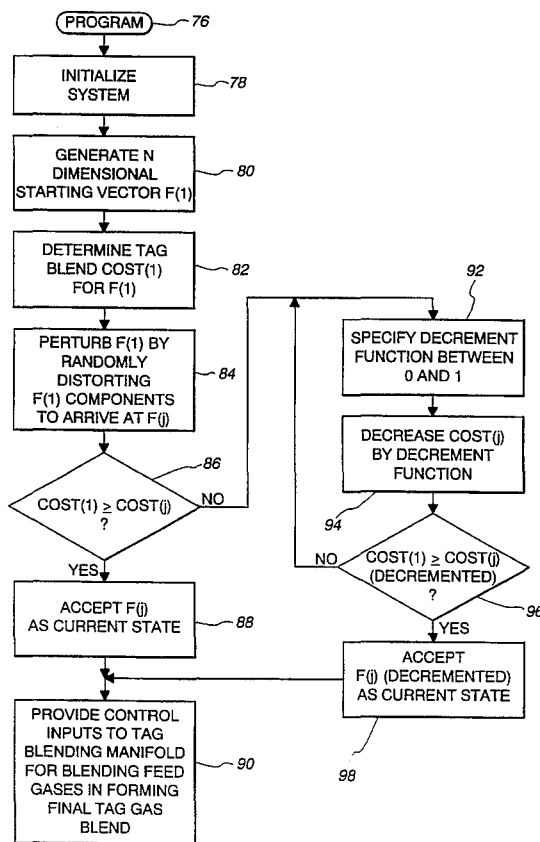 PROGRAM
76
INITIALIZE
SYSTEM
78
GENERATE N
DIMENSIONAL
STARTING VECTOR F(1)
80
DETERMINE TAG
BLEND COST(1)
FOR F(1)
82
PERTURB F(1) BY
RANDOMLY
DISTORTING
F(1) COMPONENTS
TO ARRIVE AT F(j)
84
86
COST(1) ≥ COST(j)
?
NO
YES
ACCEPT F(j)
AS CURRENT STATE
88
PROVIDE CONTROL
INPUTS TO TAG
BLENDING MANIFOLD
FOR BLENDING FEED
GASES IN FORMING
FINAL TAG GAS
BLEND
90
92
SPECIFY DECREMENT
FUNCTION BETWEEN
0 AND 1
DECREASE COST(j)
BY DECREMENT
FUNCTION
94
NO
COST(1) ≥ COST(j)
(DECREMENTED)
?
96
YES
ACCEPT
F(j) (DECREMENTED)
AS CURRENT STATE
98